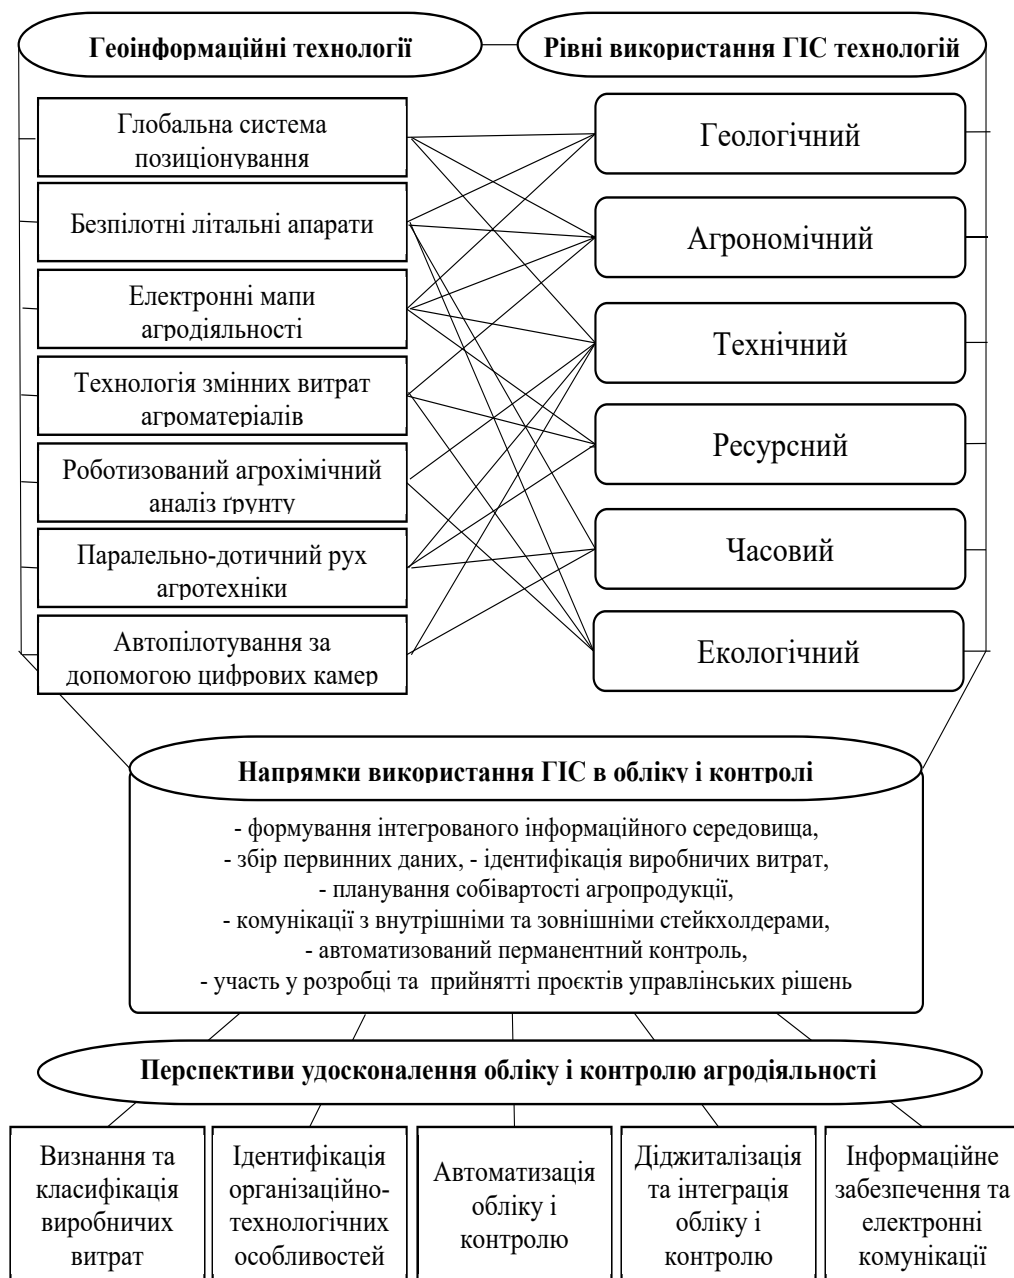 Геоінформаційні технології
Рівні використання ГІС технологій
Глобальна система
позиціонування
Безпілотні літальні апарати
Електронні мапи
агродіяльності
Технологія змінних витрат
агроматеріалів
Роботизований агрохімічний
аналіз ґрунту
Паралельно-дотичний рух
агротехніки
Автопілотування за
допомогою цифрових камер
Геологічний
Агрономічний
Технічний
Ресурсний
Часовий
Екологічний
Напрямки використання ГІС в обліку і контролі
- формування інтегрованого інформаційного середовища,
- збір первинних даних, - ідентифікація виробничих витрат,
- планування собівартості агропродукції,
- комунікації з внутрішніми та зовнішніми стейкхолдерами,
- автоматизований перманентний контроль,
- участь у розробці та прийнятті проєктів управлінських рішень
Перспективи удосконалення обліку і контролю агродіяльності
Визнання та
класифікація
виробничих
витрат
Ідентифікація
організаційно-
технологічних
особливостей
Автоматизація
обліку і
контролю
Діджиталізація
та інтеграція
обліку і
контролю
Інформаційне
забезпечення та
електронні
комунікації